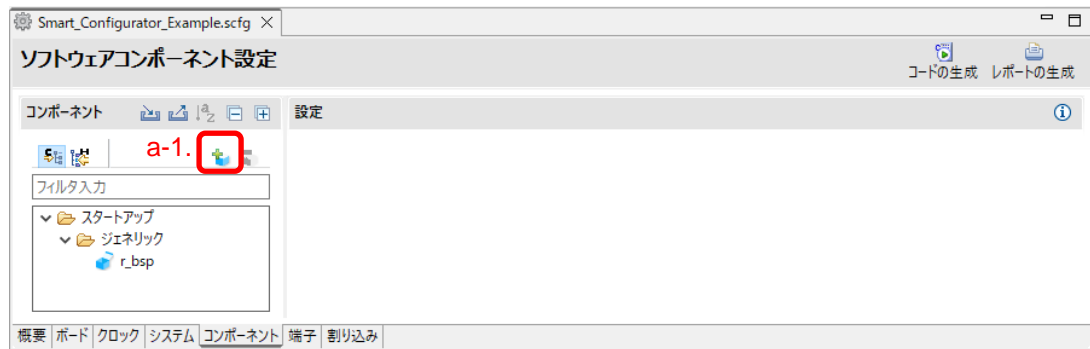 Smart_Configurator_Example.scfg
ソフトウェアコンポーネント設定
コードの生成 レポートの生成
コンポーネント
設定
a-1.
フィルタ入力
スタートアップ
ジェネリック
r_bsp
概要 ボード クロック システム コンポーネント 端子 割り込み